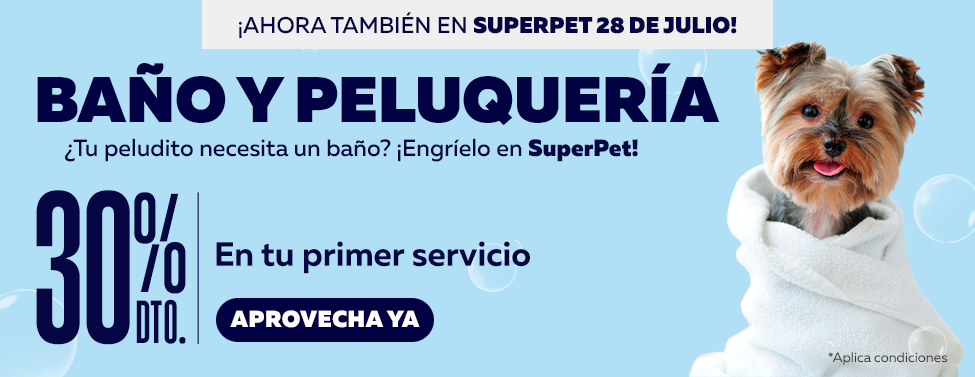 ¡AHORA TAMBIÉN EN SUPERPET 28 DE JULIO!
BAÑO Y PELUQUERÍA
¿Tu peludito necesita un baño? ¡Engríelo en SuperPet!
30% DTO.
En tu primer servicio
APROVECHA YA
*Aplica condiciones